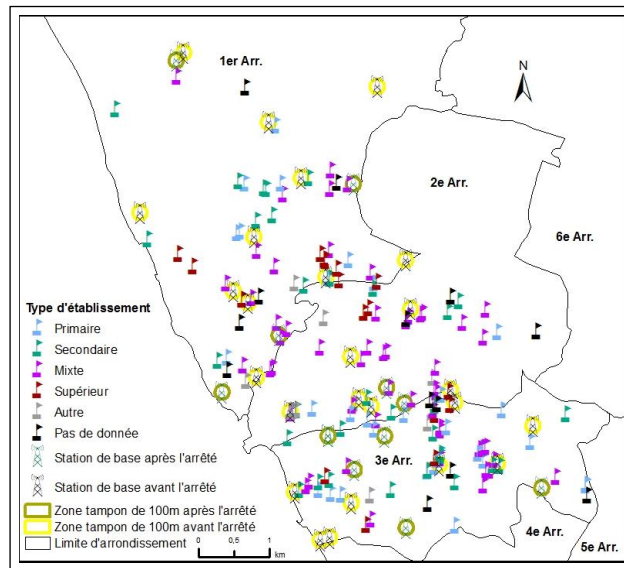 1er Arr.
N
2e Arr.
6e Arr.
Type d'établissement
Primaire
Secondaire
Mixte
Supérieur
Autre
Pas de donnée
Station de base après l'arrêté
Station de base avant l'arrêté
Zone tampon de 100m après l'arrêté
Zone tampon de 100m avant l'arrêté
Limite d'arrondissement
3e Arr.
4e Arr.
5e Arr.
0 0,5 1
km